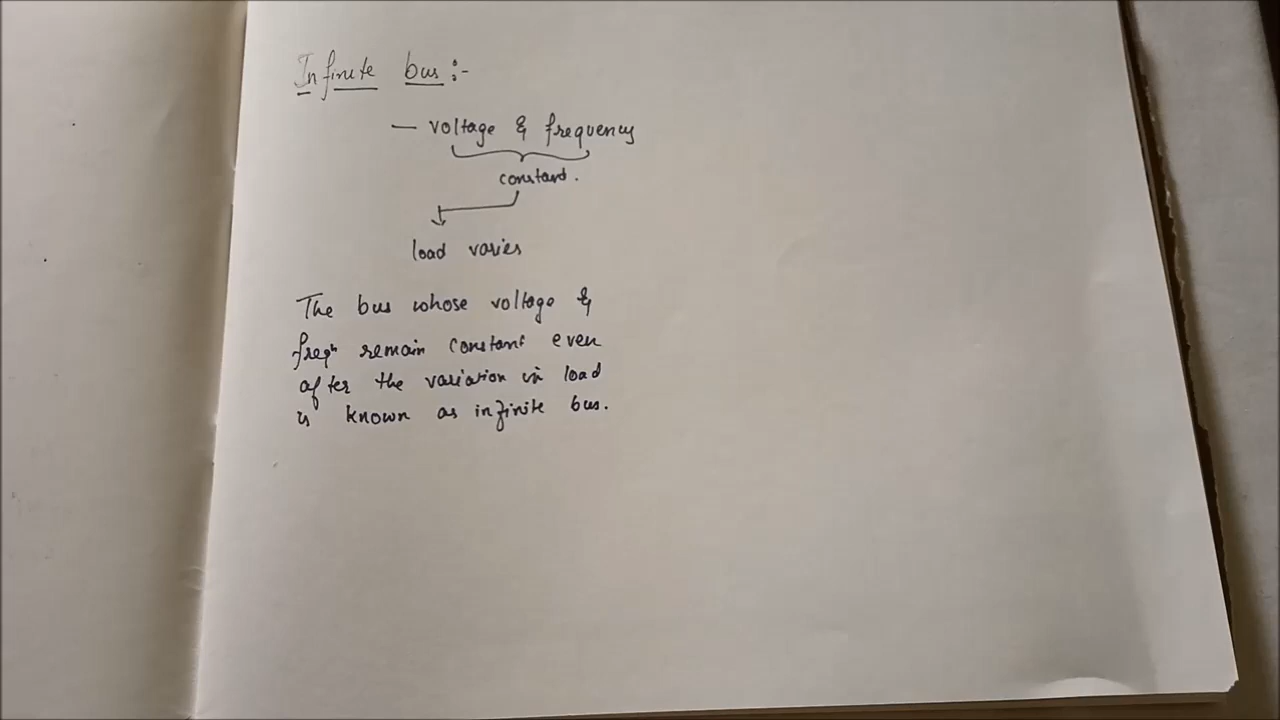 Infinite bus:-
— voltage & frequency
constant.
load varies
The bus whose voltage &
freqn remain constant even
after the variation in load
is known as infinite bus.